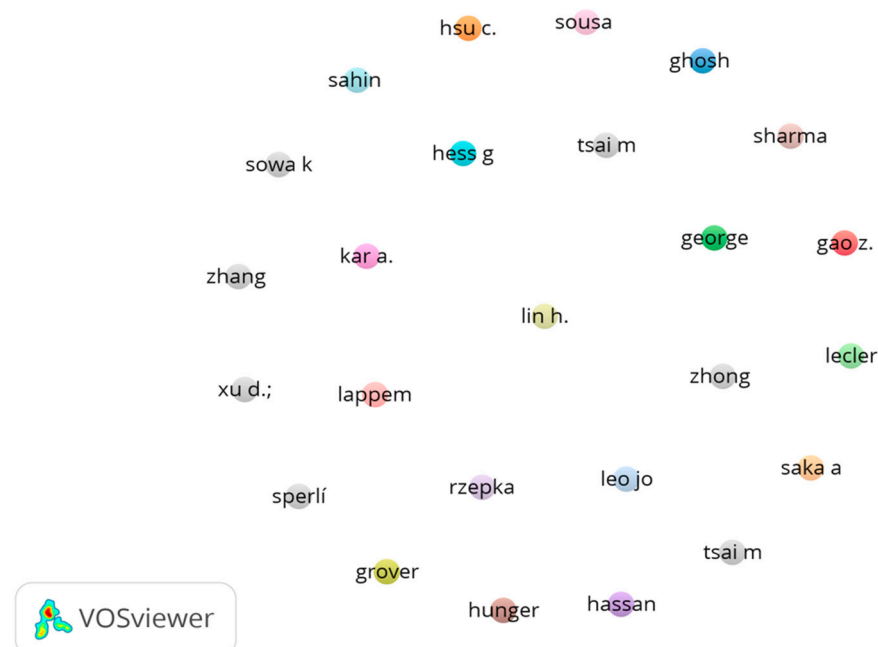 hsu c.
sousa
ghosh
sahin
sharma
tsai m
hess g
sowa k
george
gao z.
kar a.
zhang
lin h.
lecler
zhong
xu d.;
lappem
saka a
leo jo
rzepka
sperlí
tsai m
grover
hassan
hunger
VOSviewer